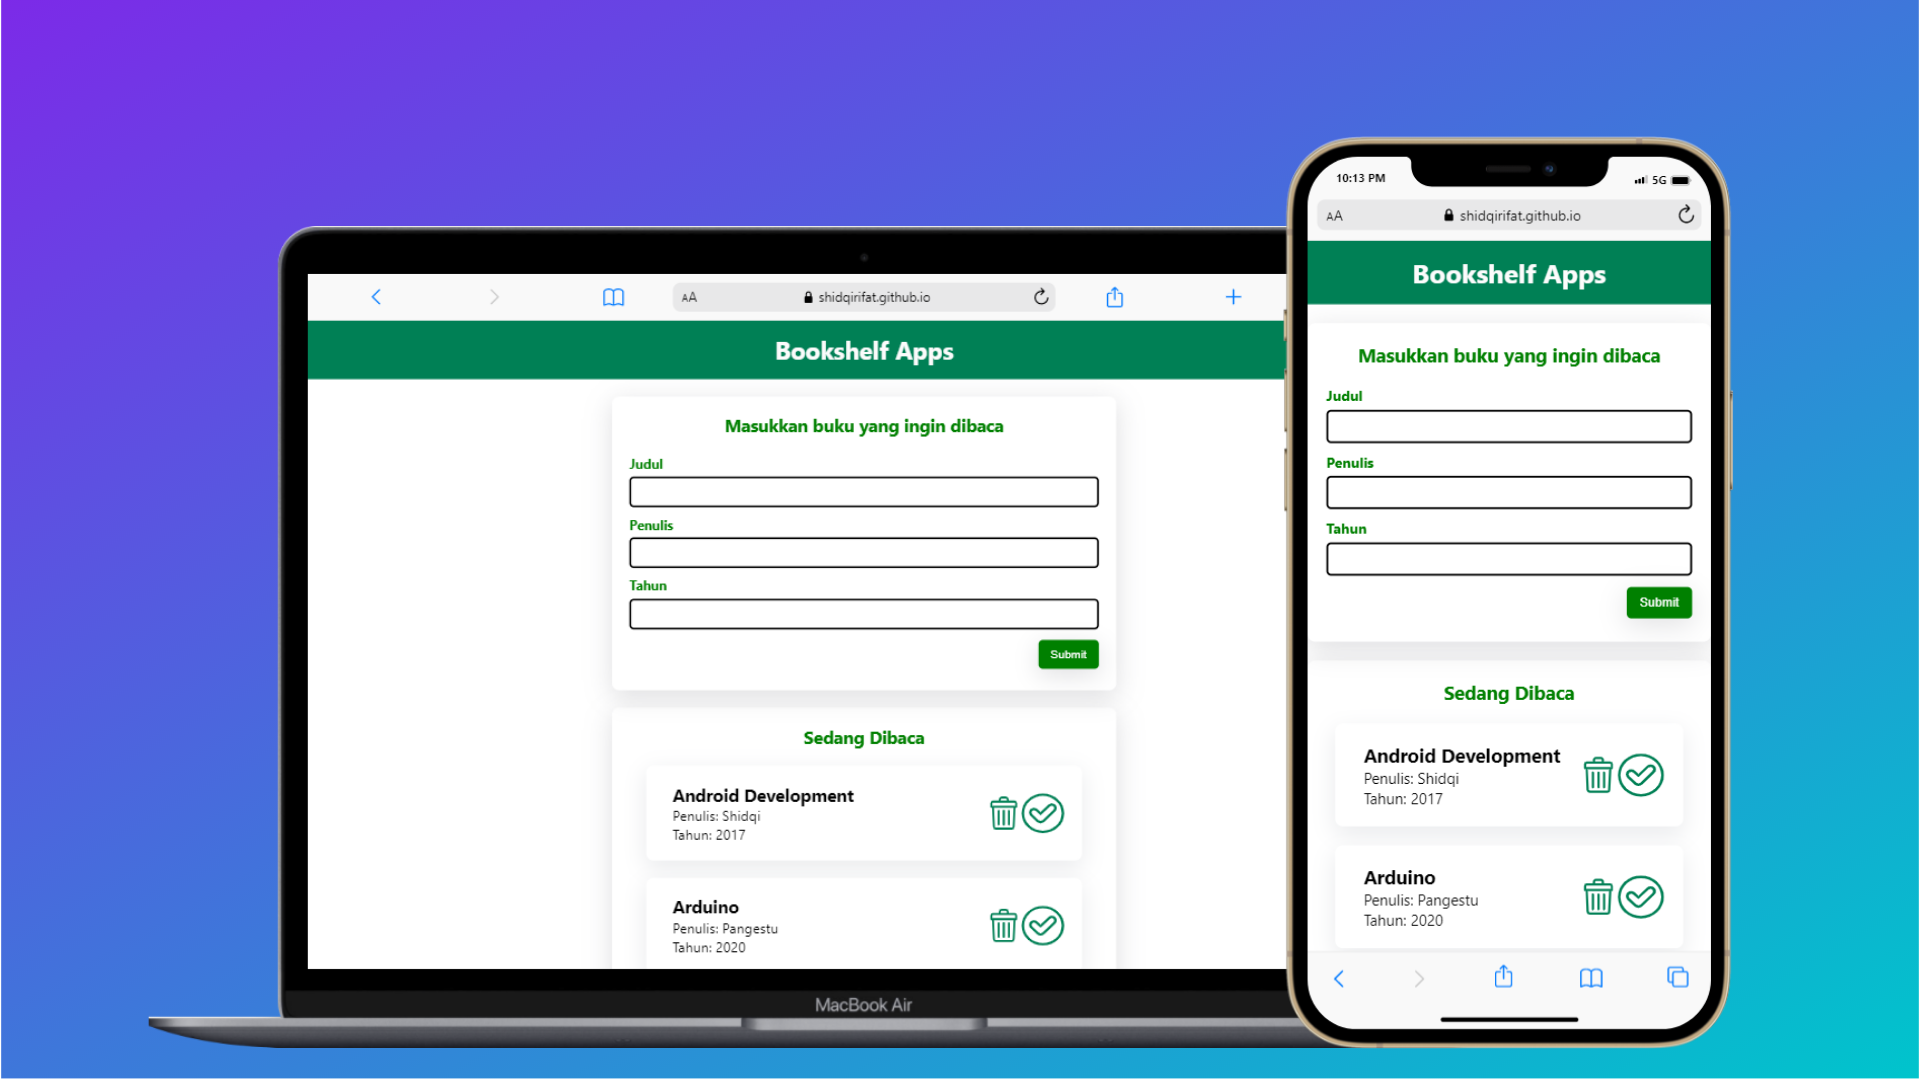 AA
shidqirifat.github.io
Bookshelf Apps
Masukkan buku yang ingin dibaca
Judul
Penulis
Tahun
Submit
Sedang Dibaca
Android Development
Penulis: Shidqi
Tahun: 2017
Arduino
Penulis: Pangestu
Tahun: 2020
MacBook Air
10:13 PM
5G
AA
shidqirifat.github.io
Bookshelf Apps
Masukkan buku yang ingin dibaca
Judul
Penulis
Tahun
Submit
Sedang Dibaca
Android Development
Penulis: Shidqi
Tahun: 2017
Arduino
Penulis: Pangestu
Tahun: 2020